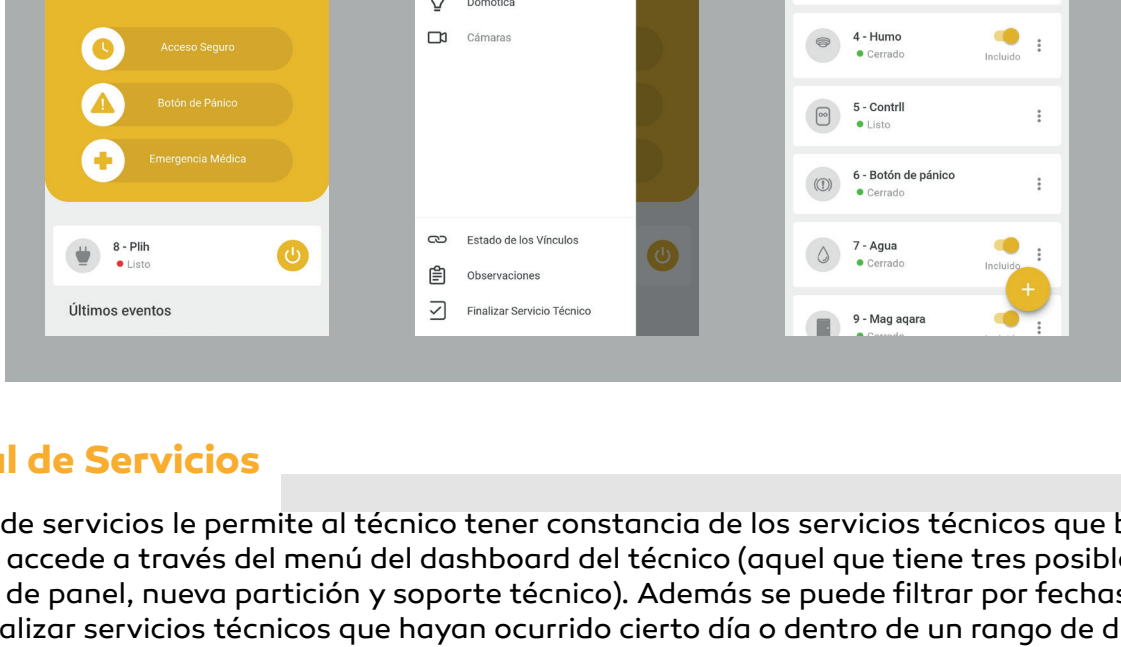 Acceso Seguro
Botón de Pánico
Emergencia Médica
8 - Plih
Listo
Últimos eventos
Domótica
Cámaras
Estado de los Vínculos
Observaciones
Finalizar Servicio Técnico
4 - Humo
Cerrado
Incluido
5 - Contrll
Listo
6 - Botón de pánico
Cerrado
7 - Agua
Cerrado
Incluido
9 - Mag aqara
de Servicios
de servicios le permite al técnico tener constancia de los servicios técnicos que
accede a través del menú del dashboard del técnico (aquel que tiene tres
de panel, nueva partición y soporte técnico). Además se puede filtrar por fechas
servicios técnicos que hayan ocurrido cierto día o dentro de un rango de